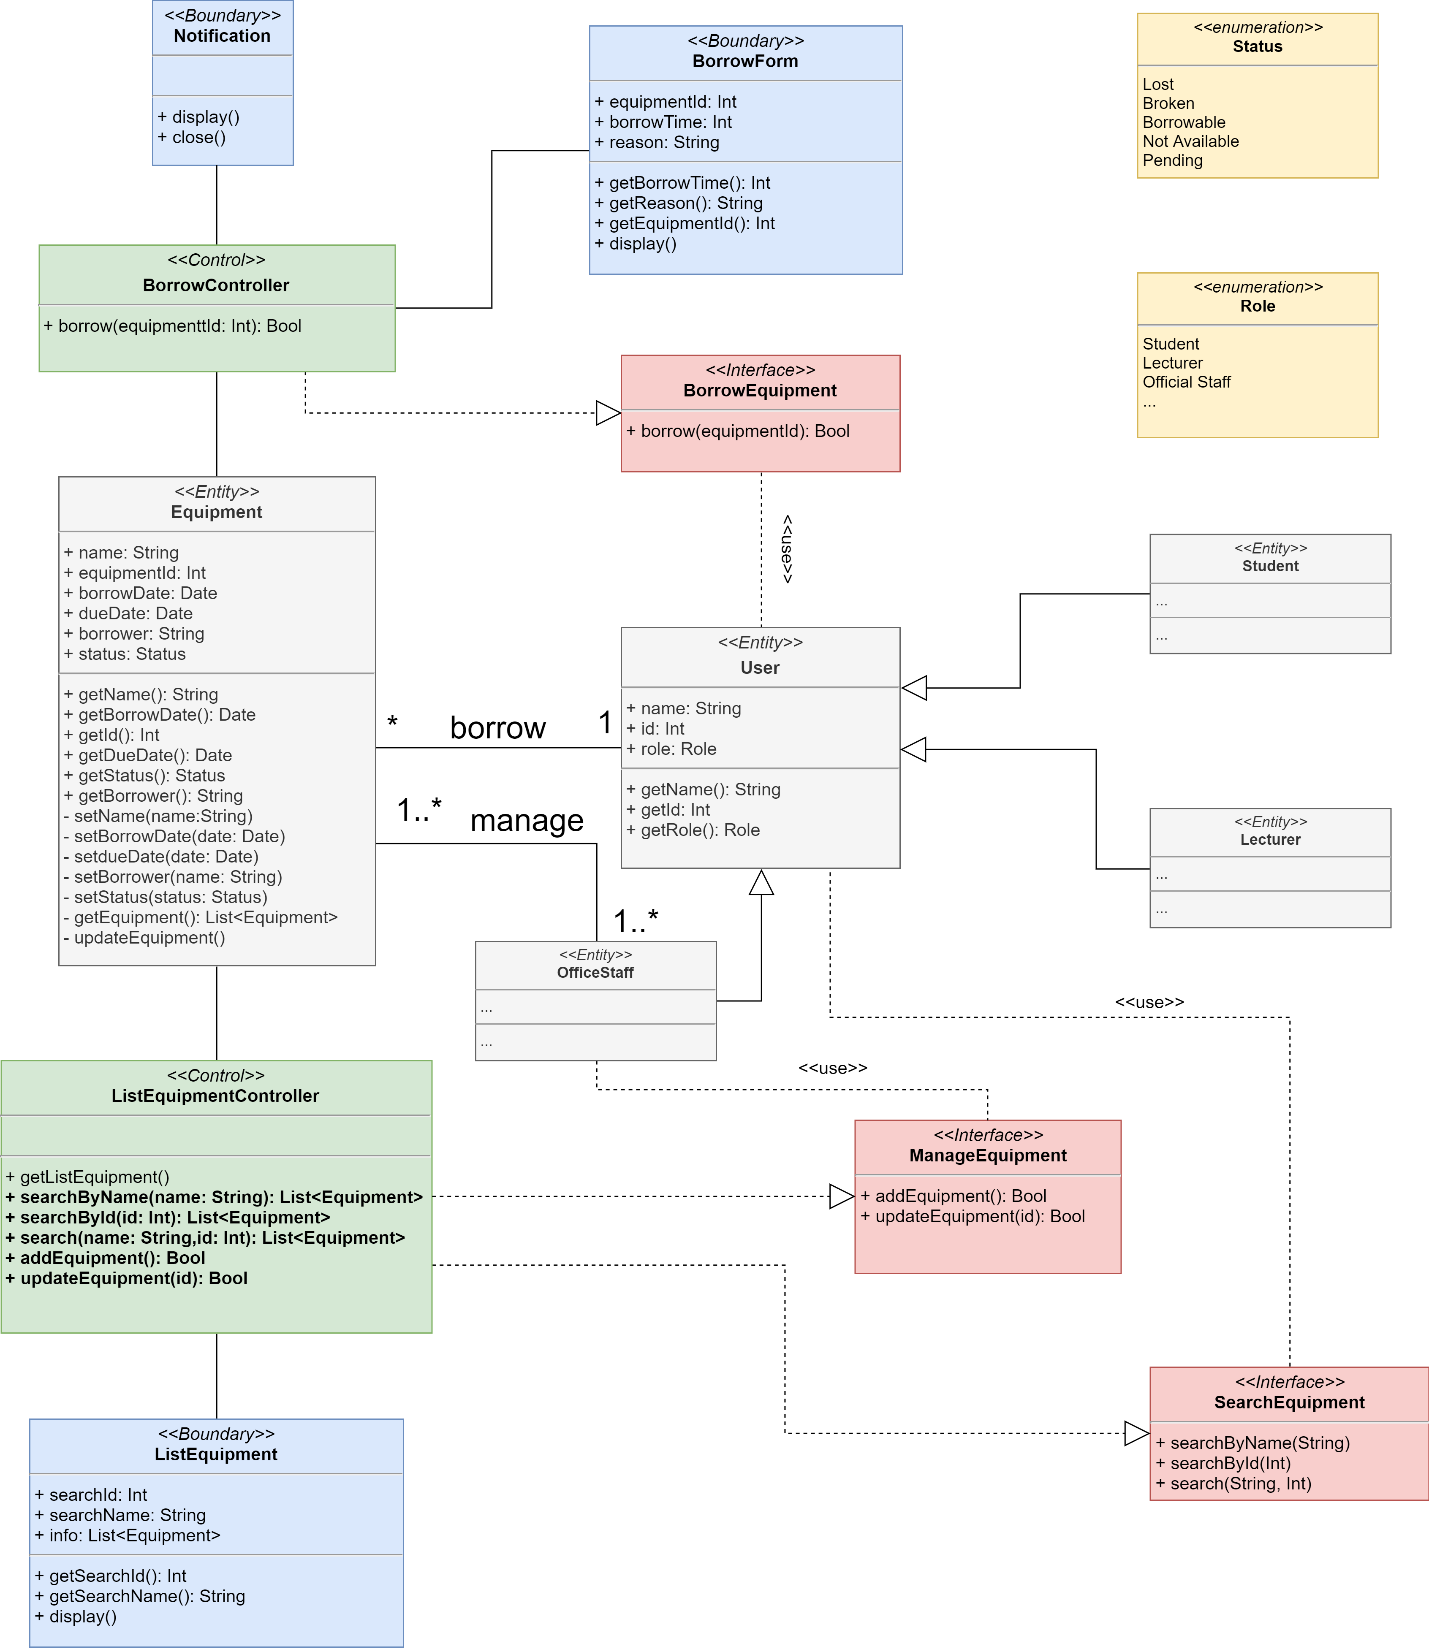 <<Boundary>>
Notification
+ display()
+ close()
<<Boundary>>
BorrowForm
+ equipmentId: Int
+ borrowTime: Int
+ reason: String
+ getBorrowTime(): Int
+ getReason(): String
+ getEquipmentId(): Int
+ display()
<<enumeration>>
Status
Lost
Broken
Borrowable
Not Available
Pending
<<Control>>
BorrowController
+ borrow(equipmenttId: Int): Bool
<<enumeration>>
Role
Student
Lecturer
Official Staff
...
<<Interface>>
BorrowEquipment
+ borrow(equipmentId): Bool
<<use>>
<<Entity>>
Equipment
+ name: String
+ equipmentId: Int
+ borrowDate: Date
+ dueDate: Date
+ borrower: String
+ status: Status
+ getName(): String
+ getBorrowDate(): Date
+ getId(): Int
+ getDueDate(): Date
+ getStatus(): Status
+ getBorrower(): String
- setName(name:String)
- setBorrowDate(date: Date)
- setdueDate(date: Date)
- setBorrower(name: String)
- setStatus(status: Status)
- getEquipment(): List<Equipment>
- updateEquipment()
* borrow 1
1..* manage
1..*
<<Entity>>
User
+ name: String
+ id: Int
+ role: Role
+ getName(): String
+ getId: Int
+ getRole(): Role
<<Entity>>
Student
...
...
<<Entity>>
Lecturer
...
...
<<Entity>>
OfficeStaff
...
...
<<use>>
<<use>>
<<Control>>
ListEquipmentController
+ getListEquipment()
+ searchByName(name: String): List<Equipment>
+ searchById(id: Int): List<Equipment>
+ search(name: String,id: Int): List<Equipment>
+ addEquipment(): Bool
+ updateEquipment(id): Bool
<<Interface>>
ManageEquipment
+ addEquipment(): Bool
+ updateEquipment(id): Bool
<<Interface>>
SearchEquipment
+ searchByName(String)
+ searchById(Int)
+ search(String, Int)
<<Boundary>>
ListEquipment
+ searchId: Int
+ searchName: String
+ info: List<Equipment>
+ getSearchId(): Int
+ getSearchName(): String
+ display()